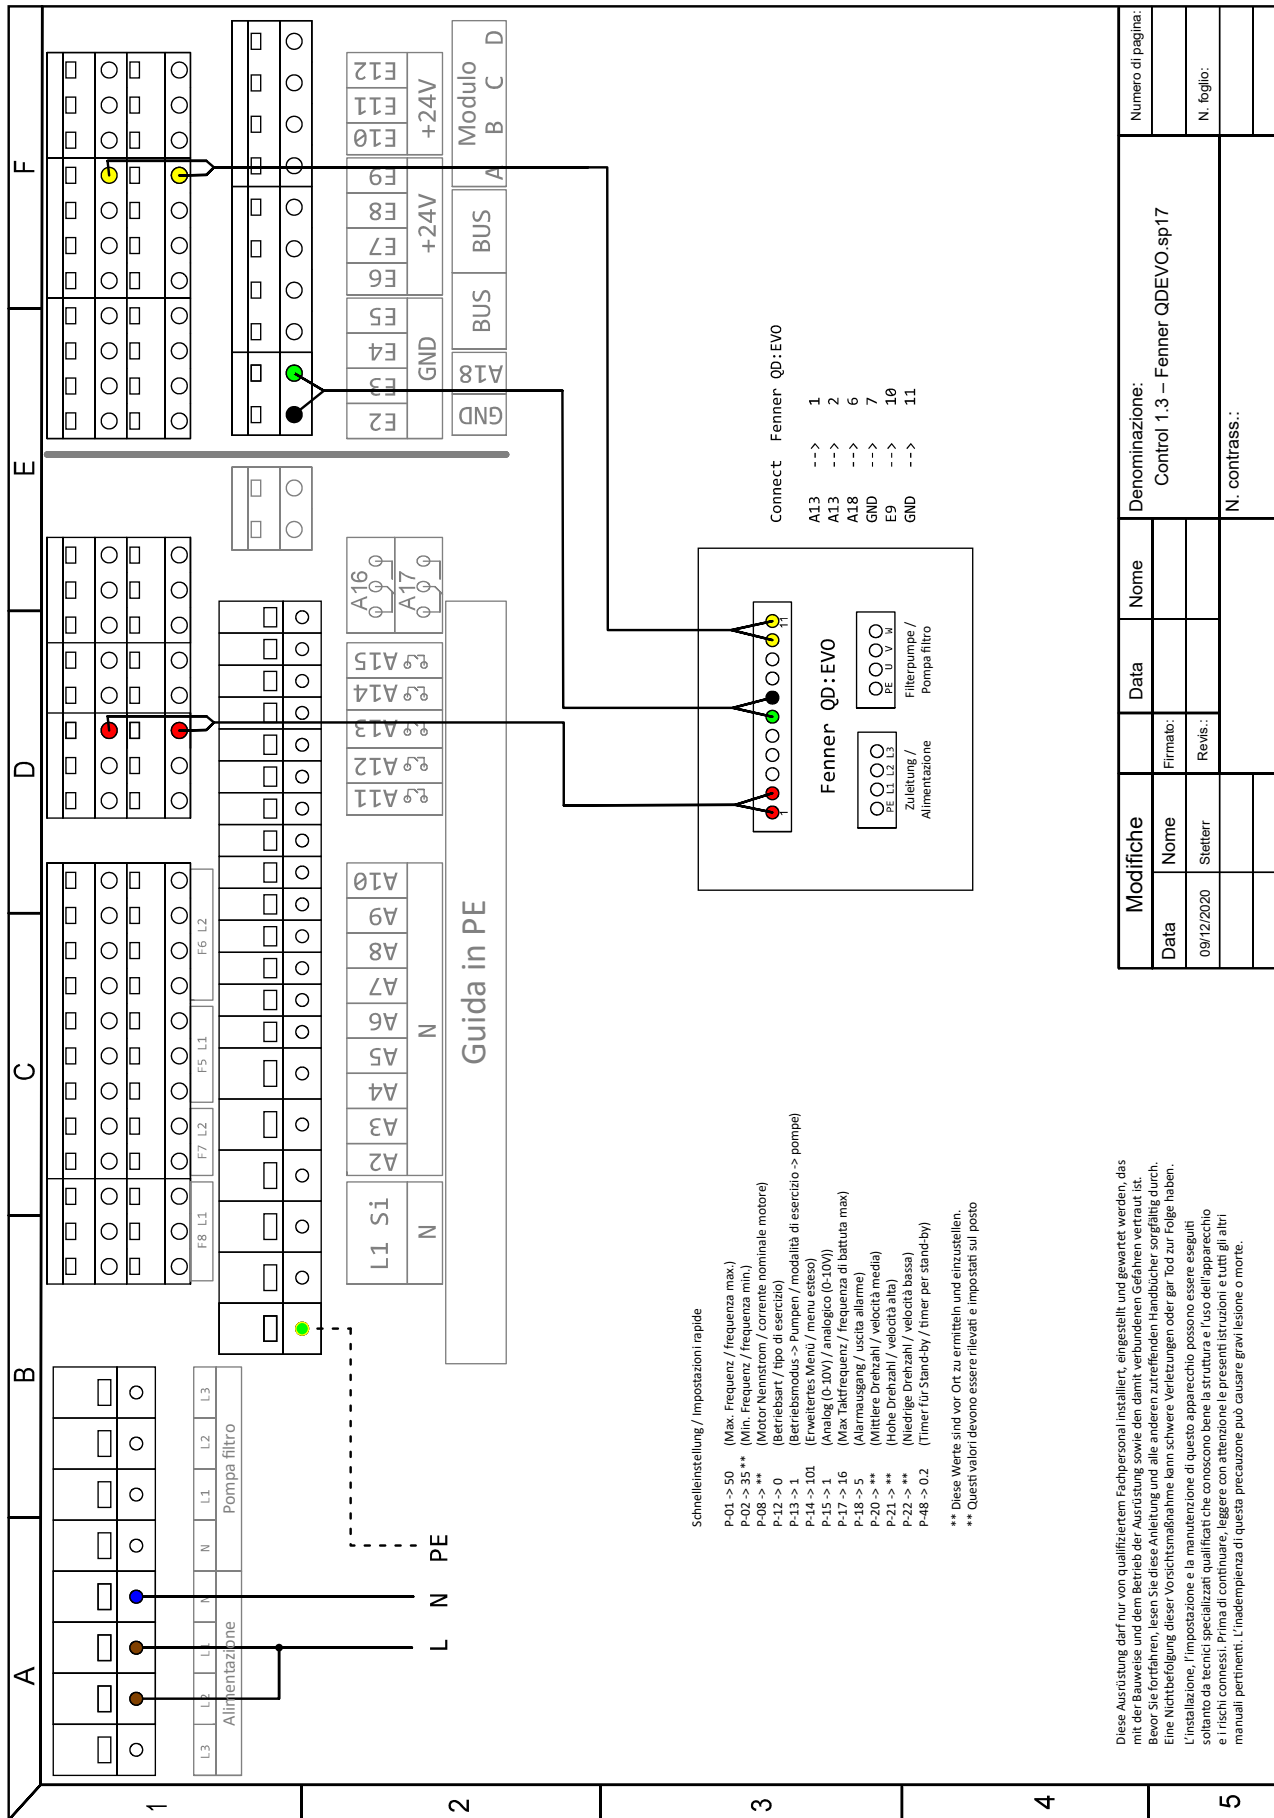 A B C D E F
1
2
3
4
5
L3 L2 L1 N N L1 L2 L3
Alimentazione Pompa filtro
F8 L1 F7 L2 F5 L1 F6 L2
L N PE
L1 Si A2 A3 A4 A5 A6 A7 A8 A9 A10
N N
A11 A12 A13 A14 A15
A16
A17
Guida in PE
E2 E3 E4 E5 E6 E7 E8 E9 E10 E11 E12
GND +24V +24V
GND A18 BUS BUS Modulo
A B C D
Schnelleinstellung / Impostazioni rapide
P-01 -> 50 (Max. Frequenz / frequenza max.)
P-02 -> 35 ** (Min. Frequenz / frequenza min.)
P-08 -> ** (Motor Nennstrom / corrente nominale motore)
P-12 -> 0 (Betriebsart / tipo di esercizio)
P-13 -> 1 (Betriebsmodus -> Pumpen / modalità di esercizio -> pompe)
P-14 -> 101 (Erweitertes Menü / menu esteso)
P-15 -> 1 (Analog (0-10V) / analogico (0-10V))
P-17 -> 16 (Max Taktfrequenz / frequenza di battuta max)
P-18 -> 5 (Alarmausgang / uscita allarme)
P-20 -> ** (Mittlere Drehzahl / velocità media)
P-21 -> ** (Hohe Drehzahl / velocità alta)
P-22 -> ** (Niedrige Drehzahl / velocità bassa)
P-48 -> 0.2 (Timer für Stand-by / timer per stand-by)
** Diese Werte sind vor Ort zu ermitteln und einzustellen.
** Questi valori devono essere rilevati e impostati sul posto
1 11
Fenner QD:EVO
PE L1 L2 L3
Zuleitung /
Alimentazione
PE U V W
Filterpumpe /
Pompa filtro
Connect Fenner QD:EVO
A13 --> 1
A13 --> 2
A18 --> 6
GND --> 7
E9 --> 10
GND --> 11
Diese Ausrüstung darf nur von qualifiziertem Fachpersonal installiert, eingestellt und gewartet werden, das
mit der Bauweise und dem Betrieb der Ausrüstung sowie den damit verbundenen Gefahren vertraut ist.
Bevor Sie fortfahren, lesen Sie diese Anleitung und alle anderen zutreffenden Handbücher sorgfältig durch.
Eine Nichtbefolgung dieser Vorsichtsmaßnahme kann schwere Verletzungen oder gar Tod zur Folge haben.
L'installazione, l'impostazione e la manutenzione di questo apparecchio possono essere eseguiti
soltanto da tecnici specializzati qualificati che conoscono bene la struttura e l'uso dell'apparecchio
e i rischi connessi. Prima di continuare, leggere con attenzione le presenti istruzioni e tutti gli altri
manuali pertinenti. L'inadempienza di questa precauzone può causare gravi lesione o morte.
Modifiche
Data Nome
09/12/2020 Stetterr
Data Nome
Firmato:
Revis.:
Denominazione:
Control 1.3 – Fenner QDEVO.sp17
N. contrass.:
Numero di pagina:
N. foglio: